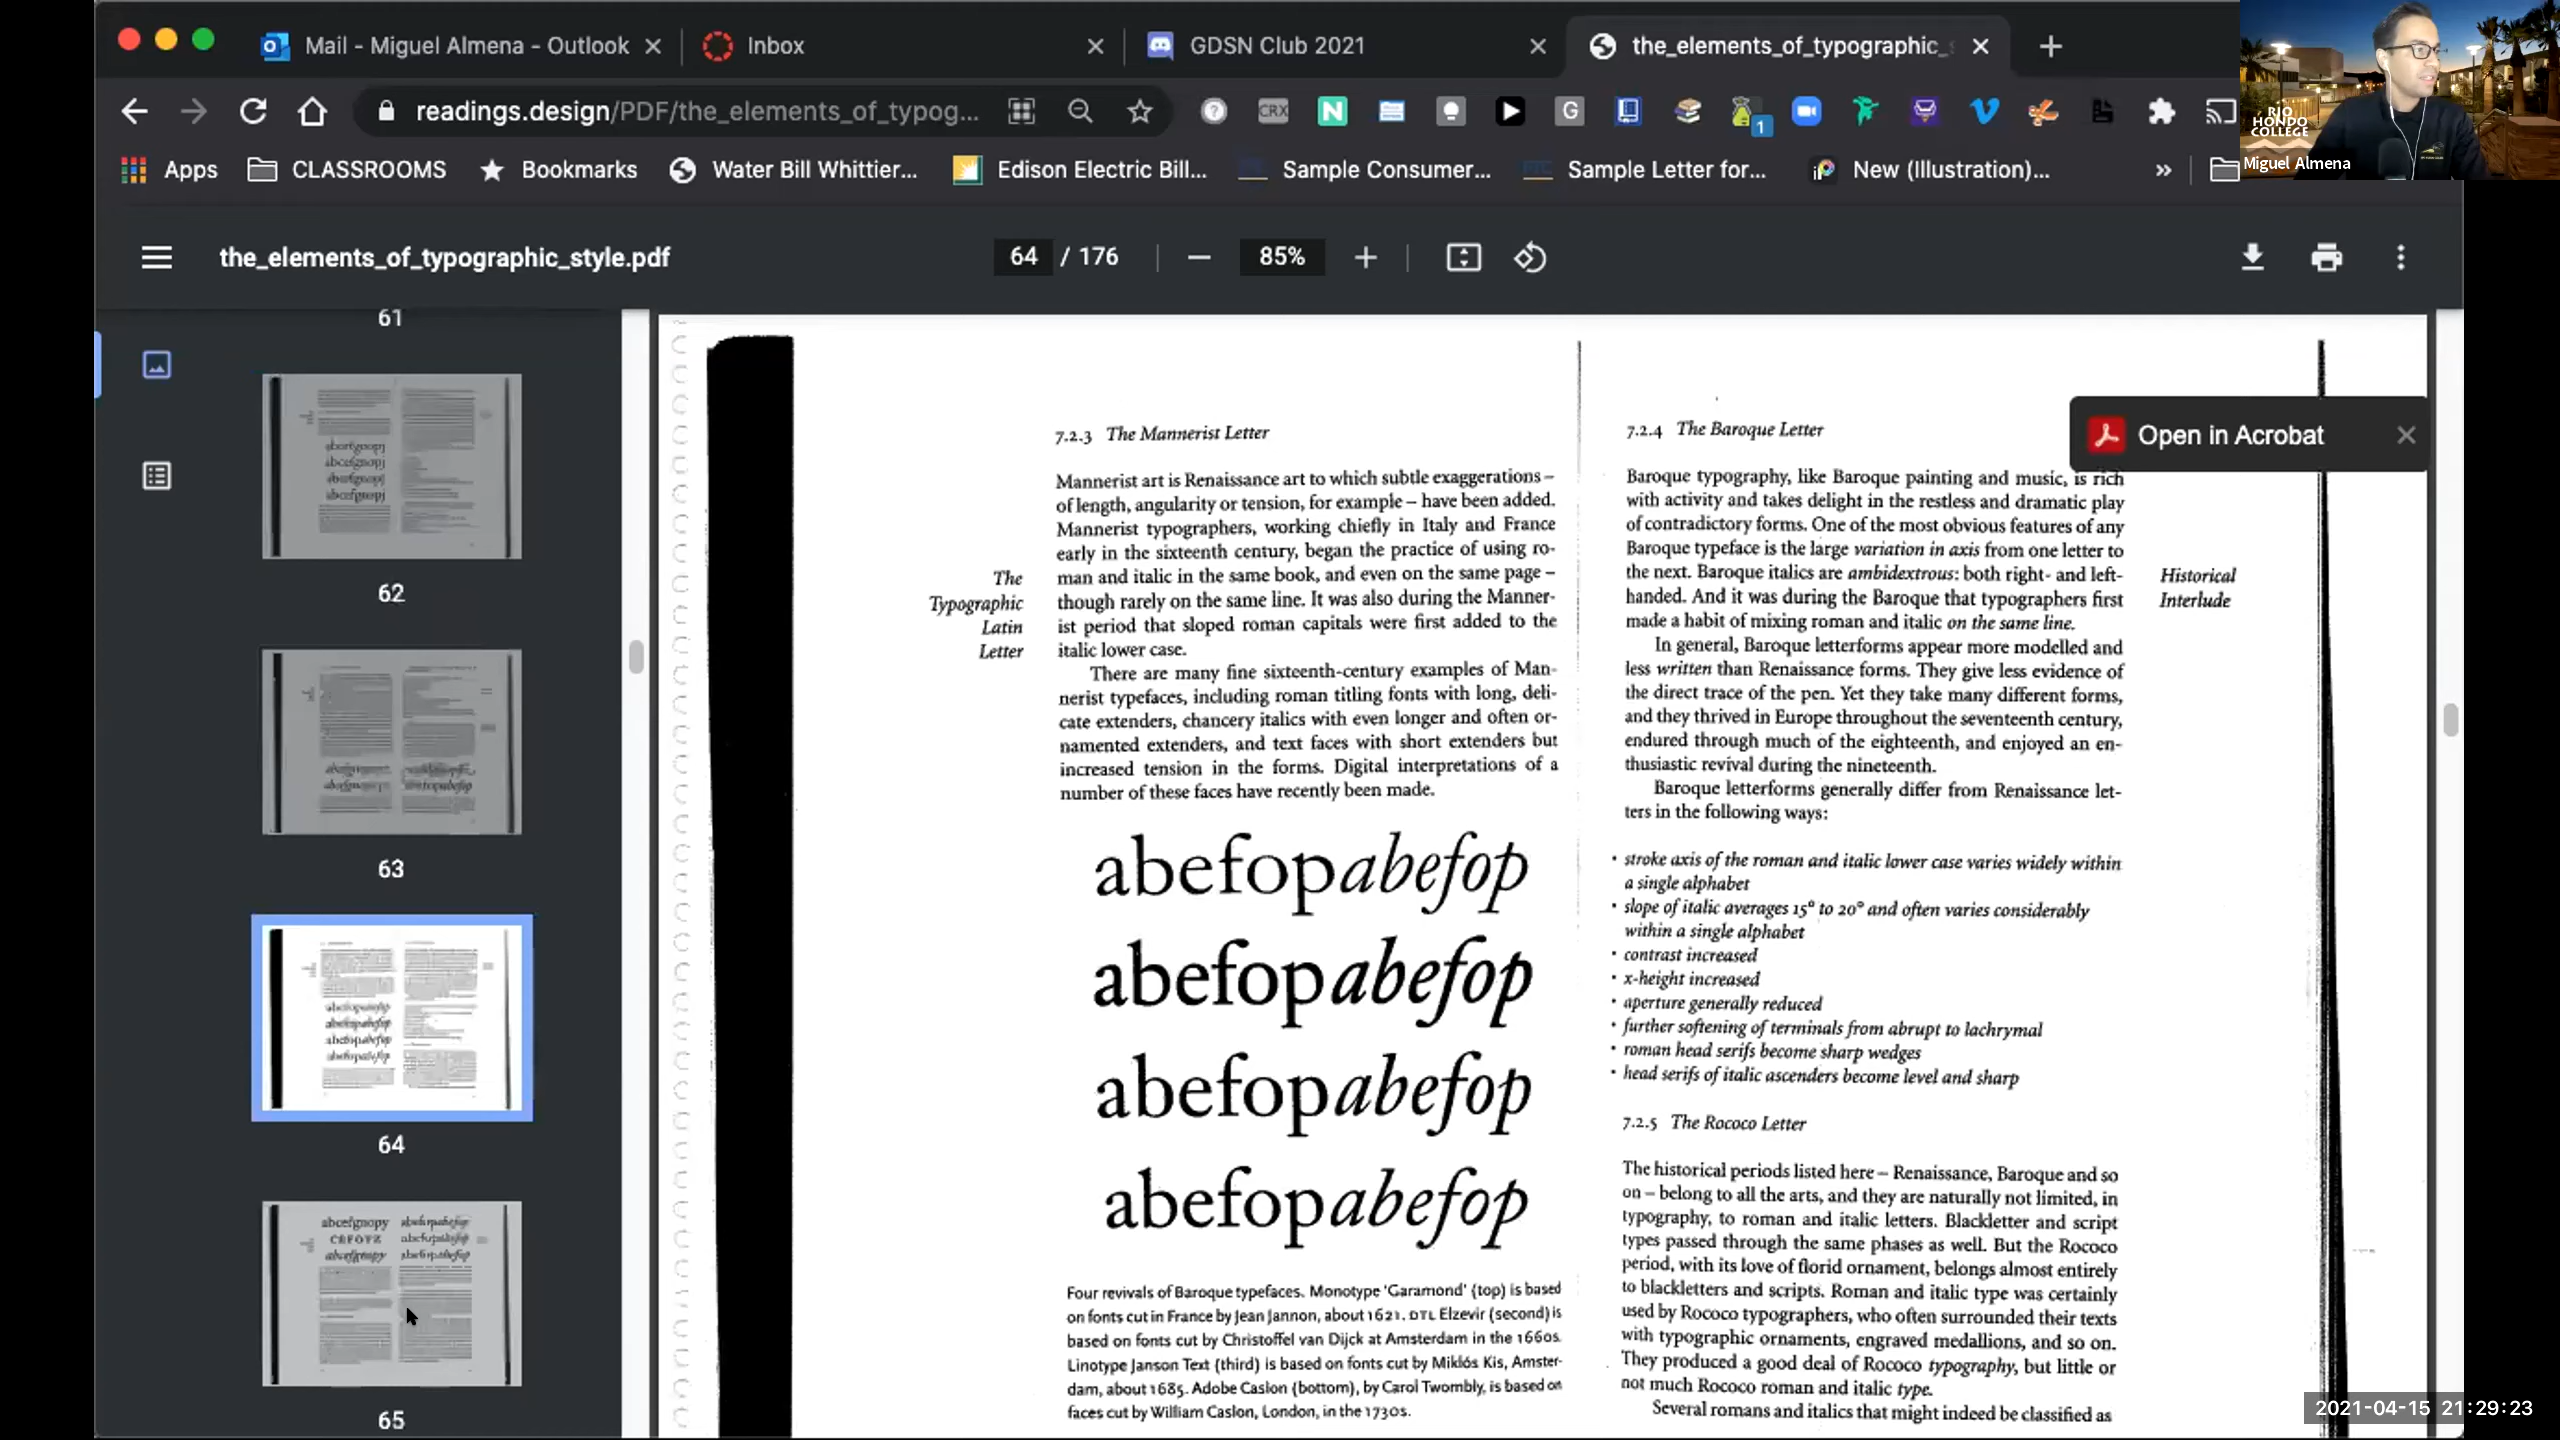 Mail - Miguel Almena - Outlook
Inbox
GDSN Club 2021
the_elements_of_typographic_s
readings.design/PDF/the_elements_of_typog...
CRX
N
G
1
RIO
HONDO
COLLEGE
Miguel Almena
Apps
CLASSROOMS
Bookmarks
Water Bill Whittier...
Edison Electric Bill...
Sample Consumer...
Sample Letter for...
New (Illustration)...
»
the_elements_of_typographic_style.pdf
64 / 176
85%
61
62
63
64
65
Open in Acrobat
The
Typographic
Latin
Letter
7.2.3 The Mannerist Letter
Mannerist art is Renaissance art to which subtle exaggerations –
of length, angularity or tension, for example – have been added.
Mannerist typographers, working chiefly in Italy and France
early in the sixteenth century, began the practice of using ro-
man and italic in the same book, and even on the same page –
though rarely on the same line. It was also during the Manner-
ist period that sloped roman capitals were first added to the
italic lower case.
There are many fine sixteenth-century examples of Man-
nerist typefaces, including roman titling fonts with long, deli-
cate extenders, chancery italics with even longer and often or-
namented extenders, and text faces with short extenders but
increased tension in the forms. Digital interpretations of a
number of these faces have recently been made.
abefopabefop
abefopabefop
abefopabefop
abefopabefop
Four revivals of Baroque typefaces. Monotype 'Garamond' (top) is based
on fonts cut in France by Jean Jannon, about 1621. DTL Elzevir (second) is
based on fonts cut by Christoffel van Dijck at Amsterdam in the 1660s.
Linotype Janson Text (third) is based on fonts cut by Miklós Kis, Amster-
dam, about 1685. Adobe Caslon (bottom), by Carol Twombly, is based on
faces cut by William Caslon, London, in the 1730s.
7.2.4 The Baroque Letter
Baroque typography, like Baroque painting and music, is rich
with activity and takes delight in the restless and dramatic play
of contradictory forms. One of the most obvious features of any
Baroque typeface is the large variation in axis from one letter to
the next. Baroque italics are ambidextrous: both right- and left-
handed. And it was during the Baroque that typographers first
made a habit of mixing roman and italic on the same line.
In general, Baroque letterforms appear more modelled and
less written than Renaissance forms. They give less evidence of
the direct trace of the pen. Yet they take many different forms,
and they thrived in Europe throughout the seventeenth century,
endured through much of the eighteenth, and enjoyed an en-
thusiastic revival during the nineteenth.
Baroque letterforms generally differ from Renaissance let-
ters in the following ways:
· stroke axis of the roman and italic lower case varies widely within
a single alphabet
· slope of italic averages 15° to 20° and often varies considerably
within a single alphabet
· contrast increased
· x-height increased
· aperture generally reduced
· further softening of terminals from abrupt to lachrymal
· roman head serifs become sharp wedges
· head serifs of italic ascenders become level and sharp
7.2.5 The Rococo Letter
The historical periods listed here – Renaissance, Baroque and so
on – belong to all the arts, and they are naturally not limited, in
typography, to roman and italic letters. Blackletter and script
types passed through the same phases as well. But the Rococo
period, with its love of florid ornament, belongs almost entirely
to blackletters and scripts. Roman and italic type was certainly
used by Rococo typographers, who often surrounded their texts
with typographic ornaments, engraved medallions, and so on.
They produced a good deal of Rococo typography, but little or
not much Rococo roman and italic type.
Several romans and italics that might indeed be classified as
Historical
Interlude
2021-04-15 21:29:23